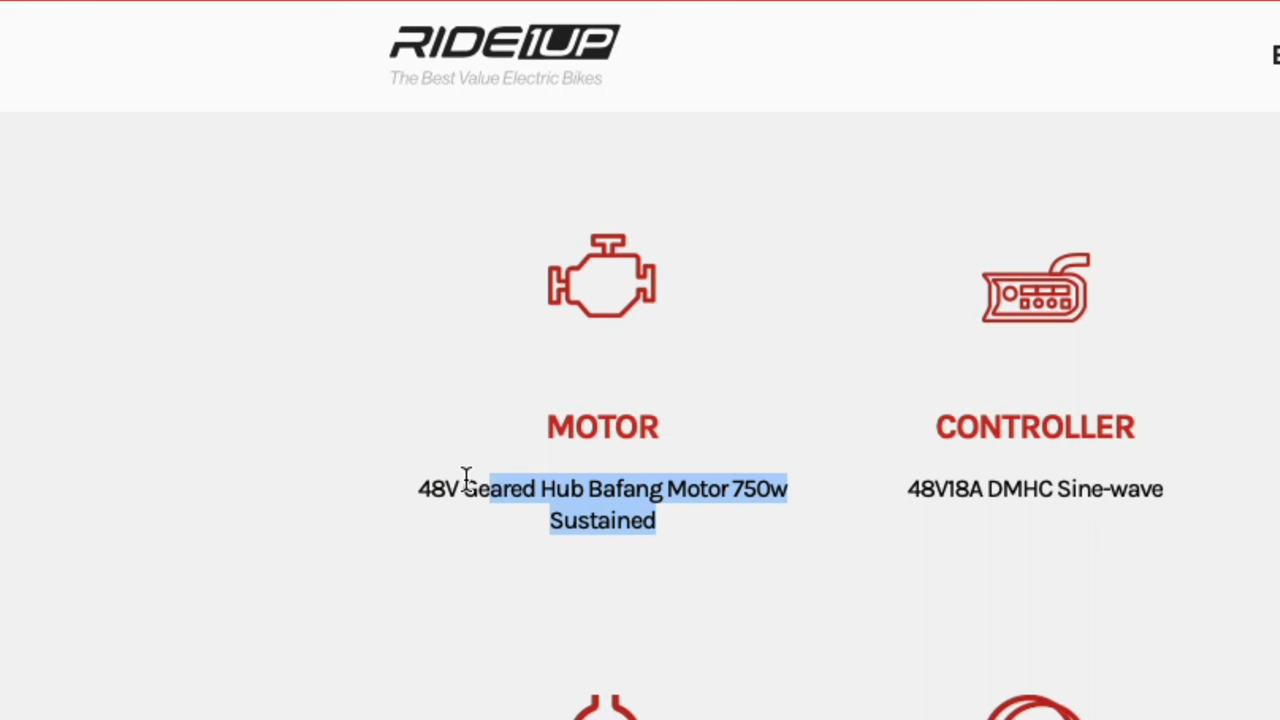 RIDE1UP
The Best Value Electric Bikes
MOTOR
48V Geared Hub Bafang Motor 750w
Sustained
CONTROLLER
48V18A DMHC Sine-wave